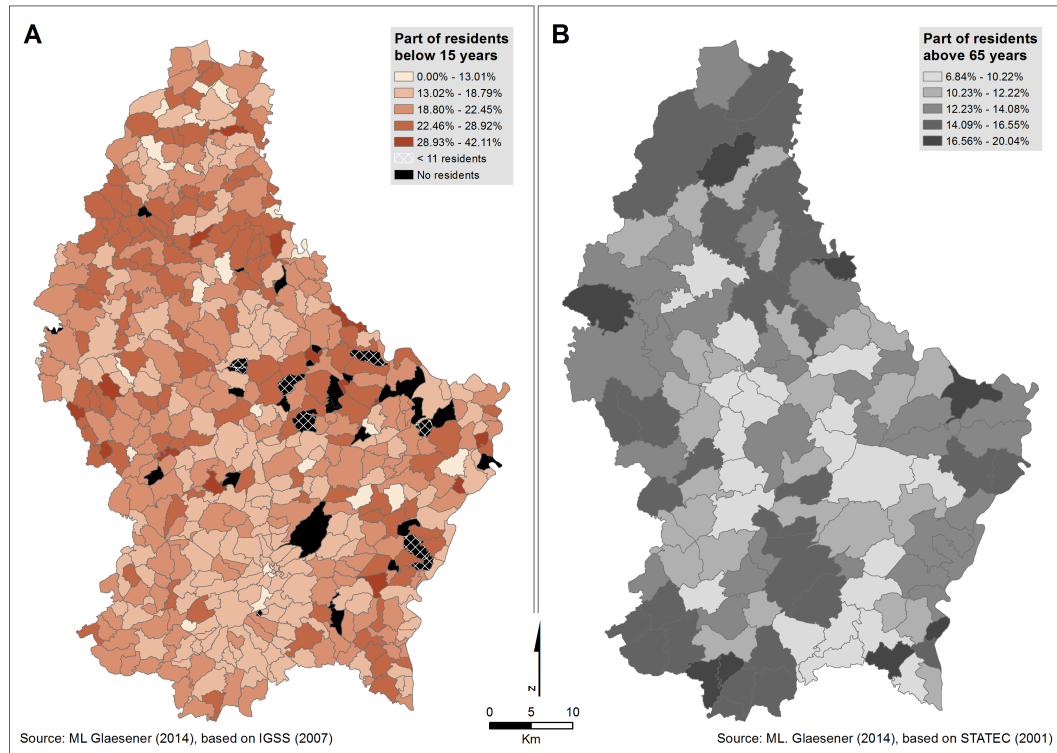 A
Part of residents
below 15 years
0.00% - 13.01%
13.02% - 18.79%
18.80% - 22.45%
22.46% - 28.92%
28.93% - 42.11%
< 11 residents
No residents
Source: ML Glaesener (2014), based on IGSS (2007)
B
Part of residents
above 65 years
6.84% - 10.22%
10.23% - 12.22%
12.23% - 14.08%
14.09% - 16.55%
16.56% - 20.04%
z
0 5 10
Km
Source: ML. Glaesener (2014), based on STATEC (2001)